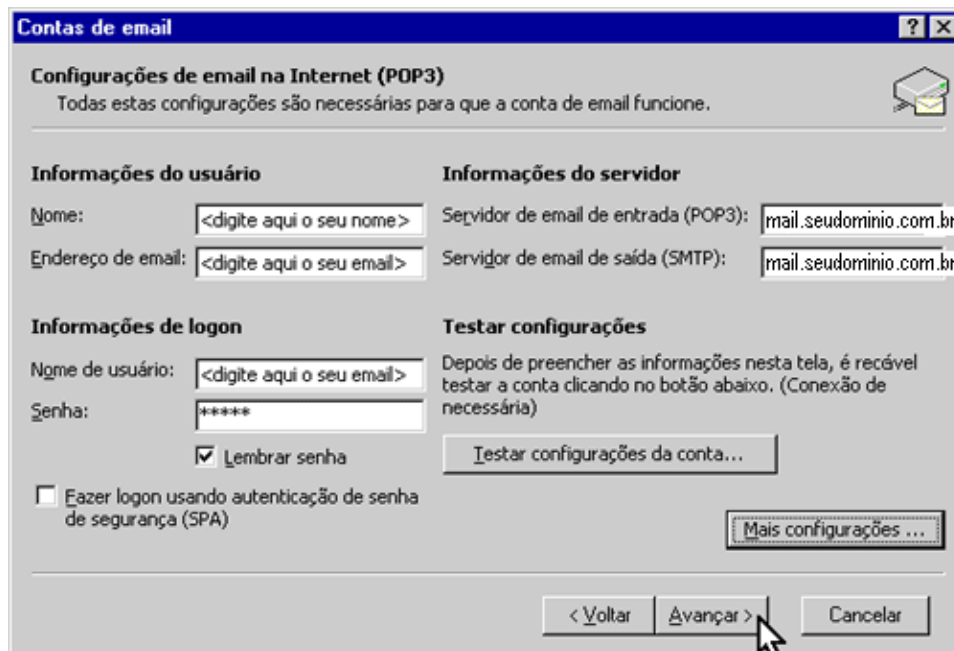 Contas de email
Configurações de email na Internet (POP3)
Todas estas configurações são necessárias para que a conta de email funcione.
Informações do usuário
Nome: <digite aqui o seu nome>
Endereço de email: <digite aqui o seu email>
Informações do servidor
Servidor de email de entrada (POP3): mail.seudominio.com.br
Servidor de email de saída (SMTP): mail.seudominio.com.br
Informações de logon
Nome de usuário: <digite aqui o seu email>
Senha: *****
Lembrar senha
Fazer logon usando autenticação de senha
de segurança (SPA)
Testar configurações
Depois de preencher as informações nesta tela, é recável
testar a conta clicando no botão abaixo. (Conexão de
necessária)
Testar configurações da conta...
Mais configurações ...
< Voltar
Avançar >
Cancelar